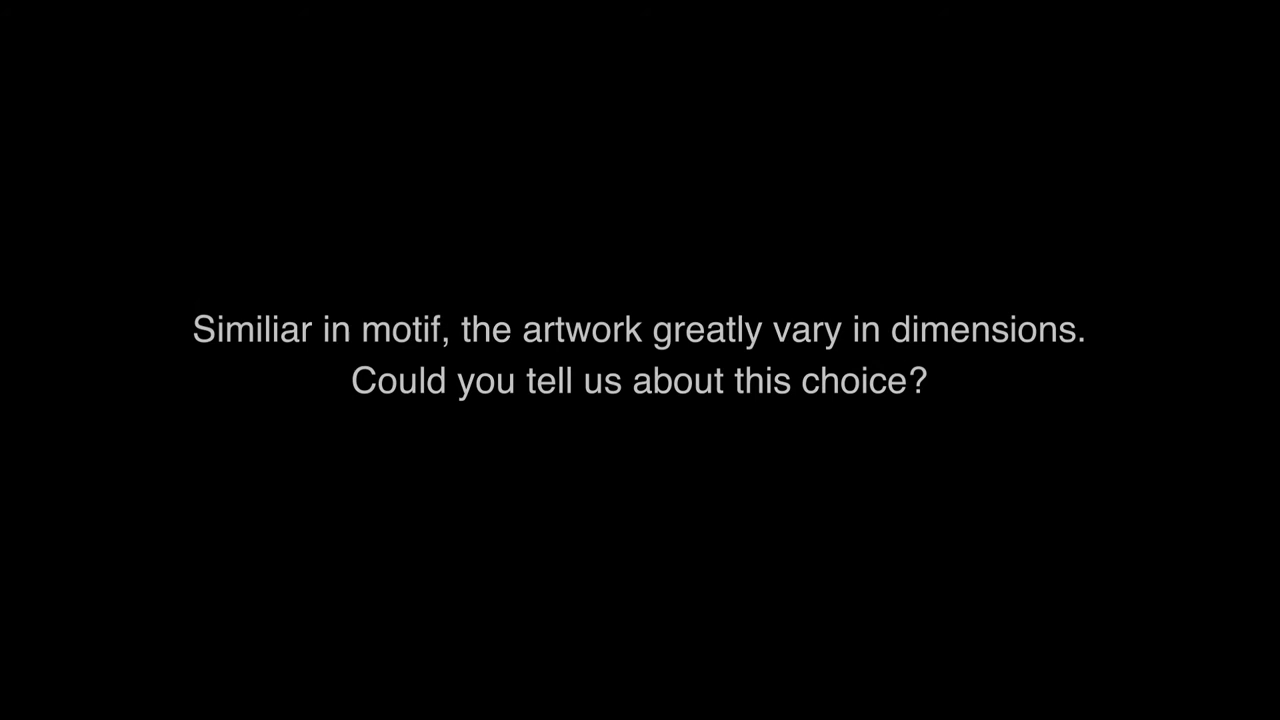 Similiar in motif, the artwork greatly vary in dimensions.
Could you tell us about this choice?